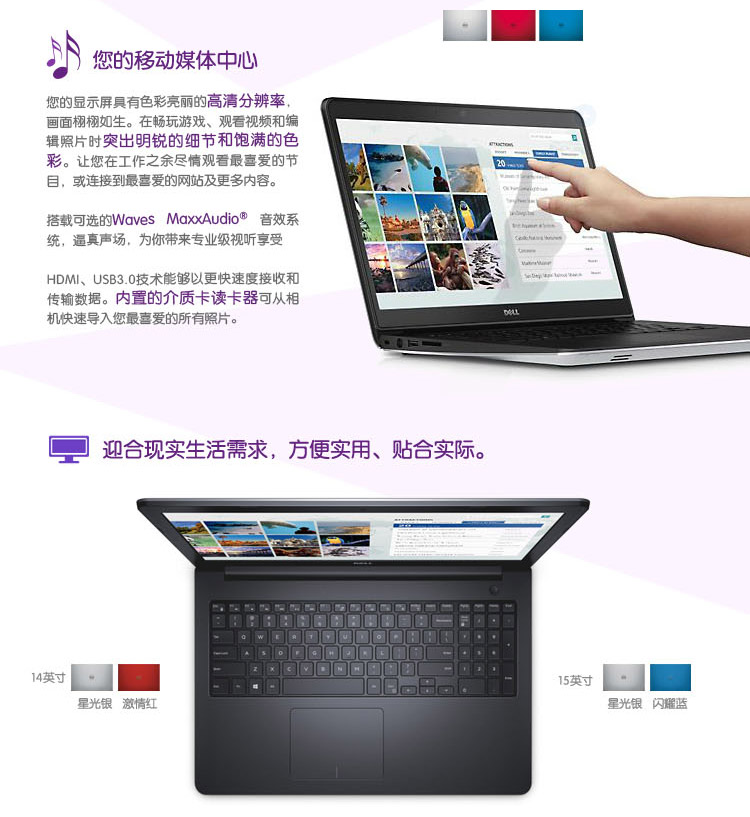 您的移动媒体中心
您的显示屏具有色彩亮丽的高清分辨率，
画面栩栩如生。在畅玩游戏、观看视频和编
辑照片时突出明锐的细节和饱满的色
彩。让您在工作之余尽情观看最喜爱的节
目，或连接到最喜爱的网站及更多内容。
搭载可选的Waves MaxxAudio® 音效系
统，逼真声场，为你带来专业级视听享受
HDMI、USB3.0技术能够以更快速度接收和
传输数据。内置的介质卡读卡器可从相
机快速导入您最喜爱的所有照片。
ATTRACTIONS
20
DELL
迎合现实生活需求，方便实用、贴合实际。
ATTRACTIONS
20
DELL
Q W E R T Y U I O P
A S D F G H J K L
Z X C V B N M
14英寸
星光银 激情红
15英寸
星光银 闪耀蓝